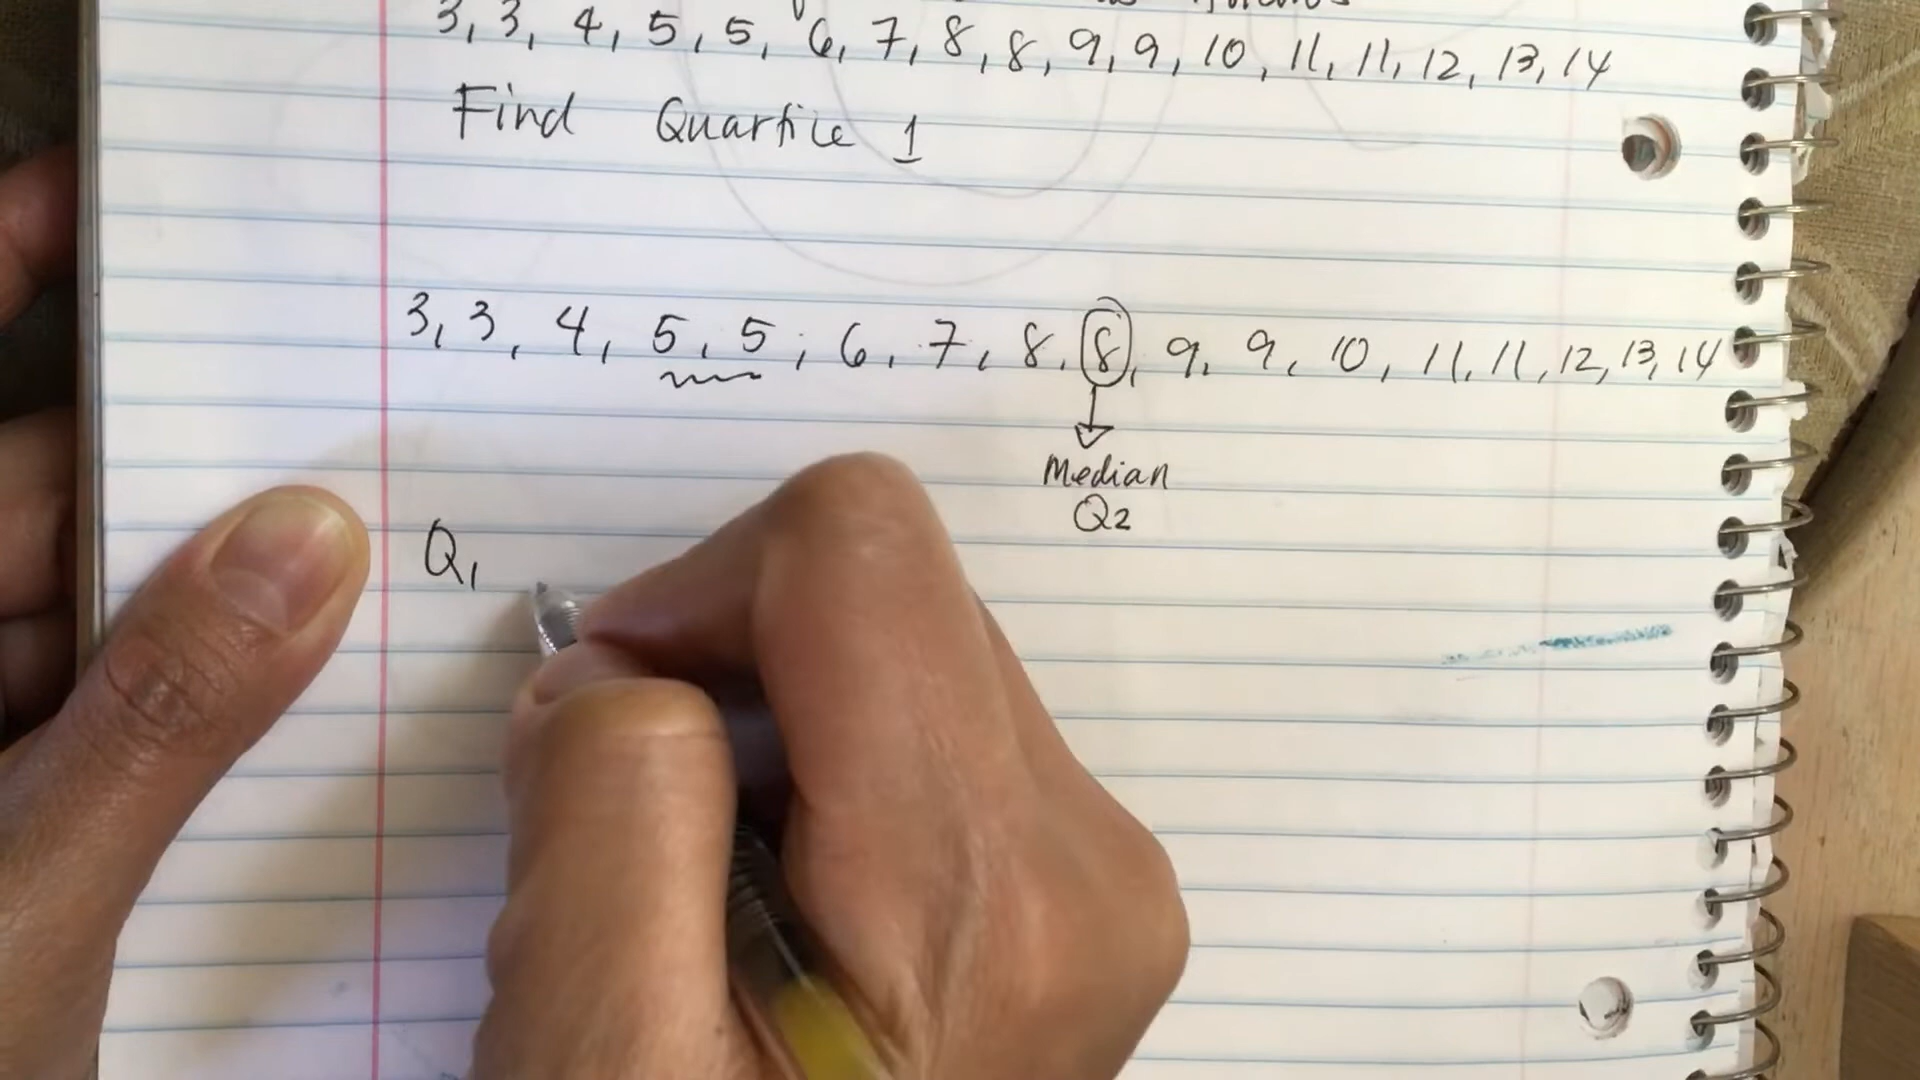 3, 3, 4, 5, 5, 6, 7, 8, 8, 9, 9, 10, 11, 11, 12, 13, 14
Find Quartile 1
3, 3, 4, 5, 5, 6, 7, 8, 8, 9, 9, 10, 11, 11, 12, 13, 14
Median
Q2
Q1